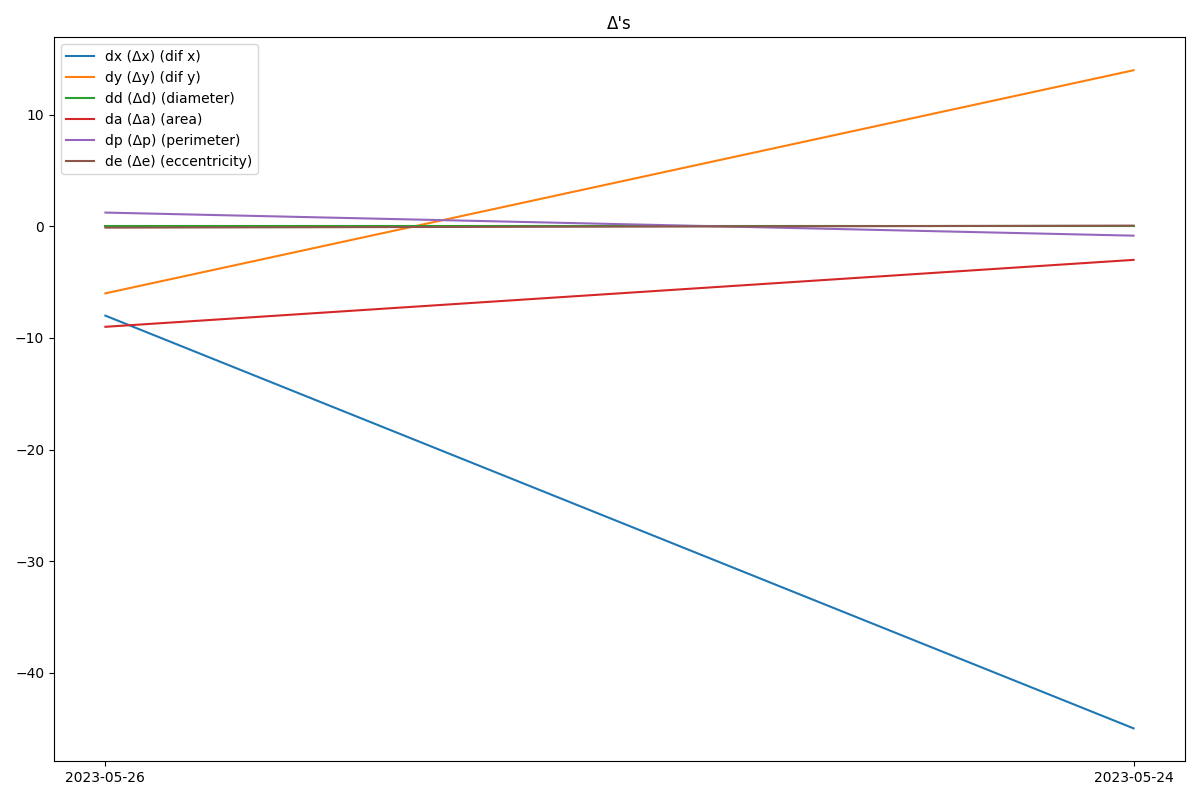 Δ's
dx (Δx) (dif x)
dy (Δy) (dif y)
dd (Δd) (diameter)
da (Δa) (area)
dp (Δp) (perimeter)
de (Δe) (eccentricity)
10
0
−10
−20
−30
−40
2023-05-26 2023-05-24